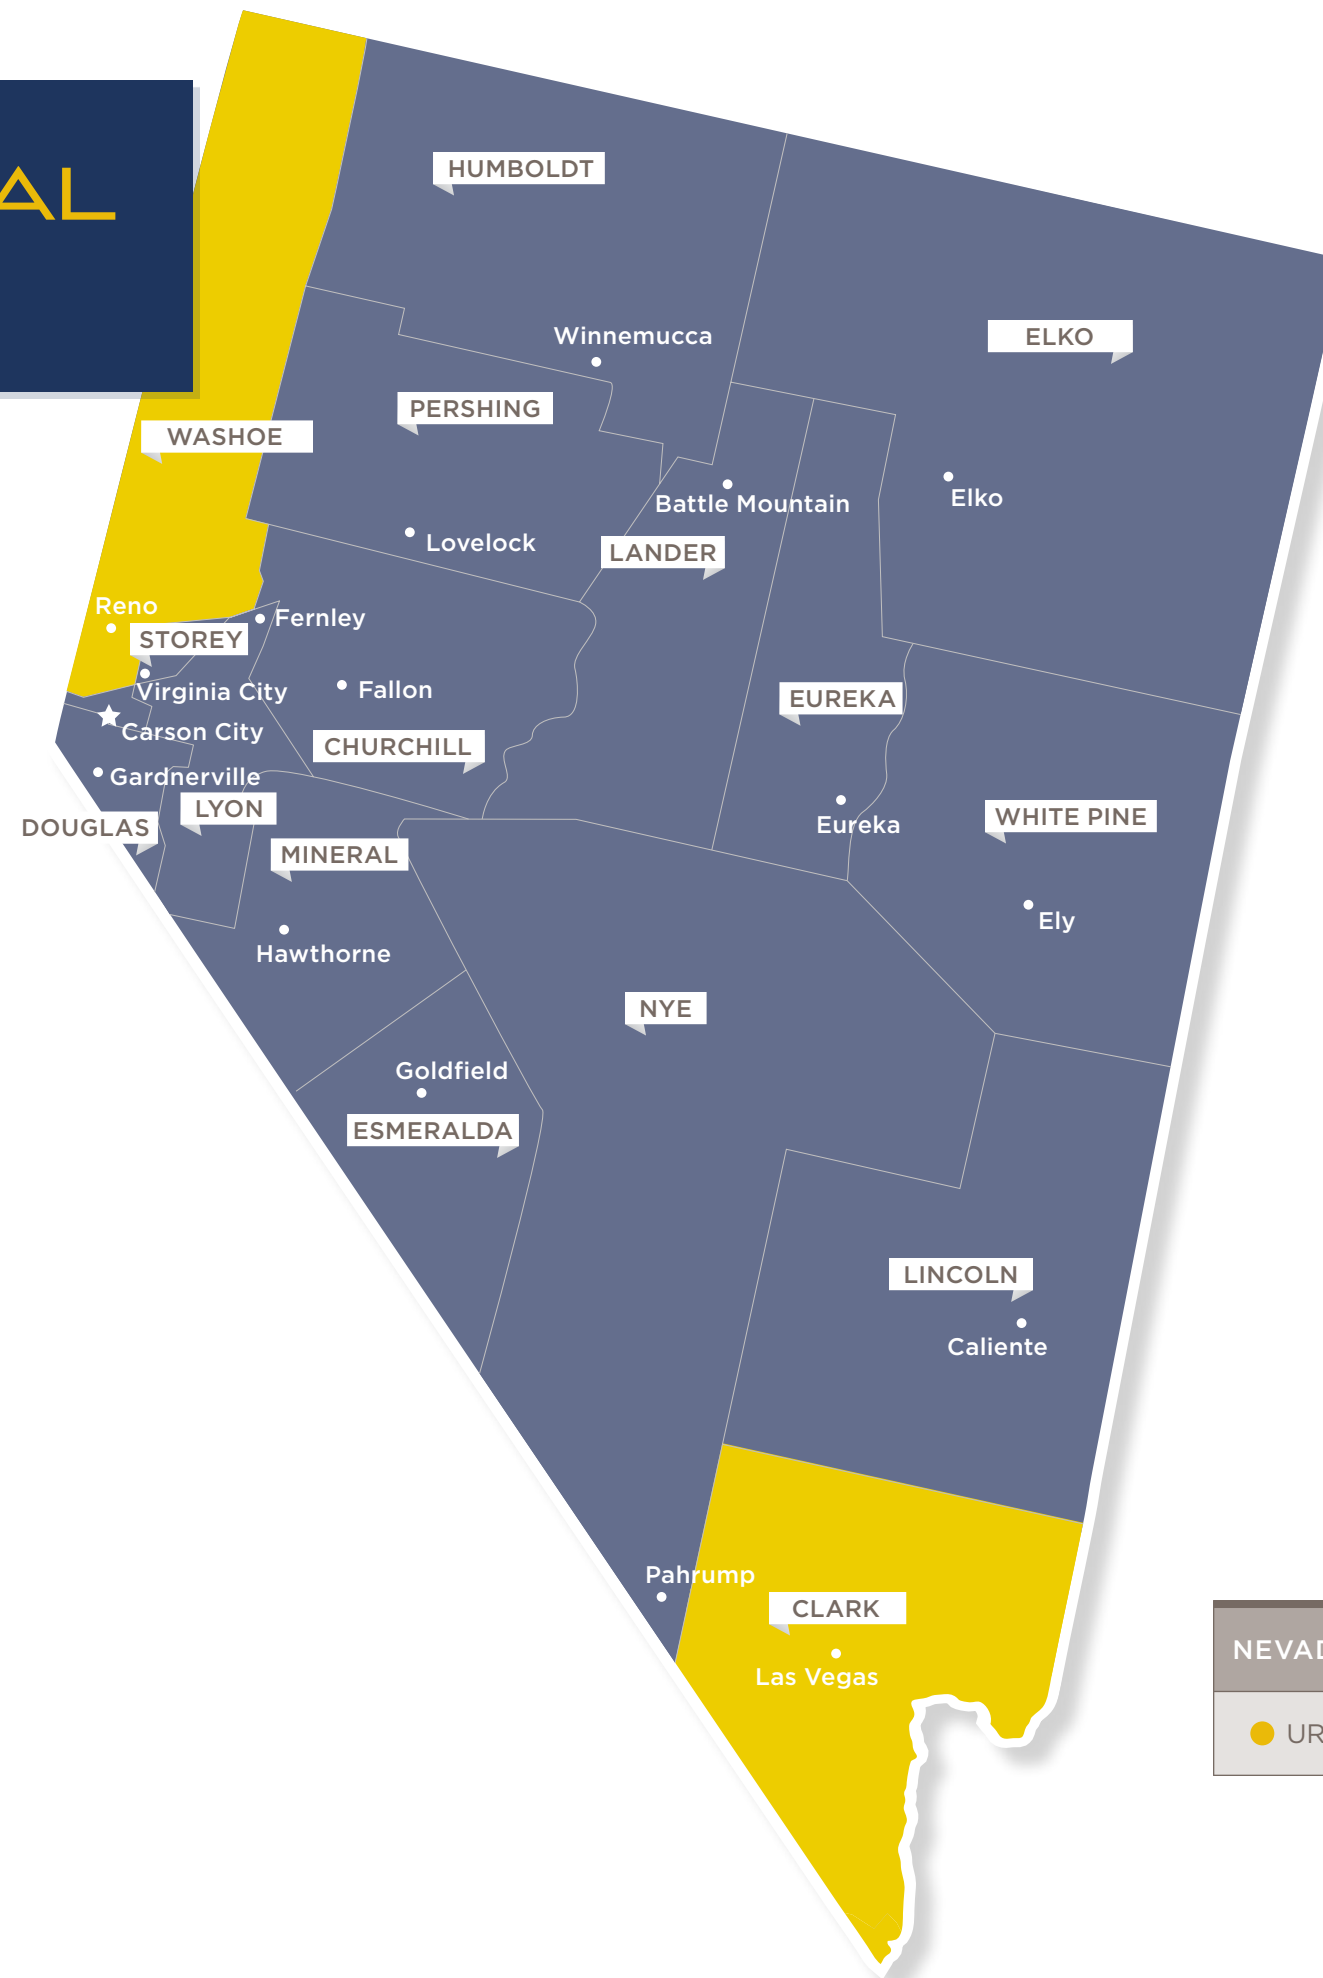 AL
HUMBOLDT
Winnemucca
ELKO
PERSHING
WASHOE
Elko
Battle Mountain
Lovelock
LANDER
Reno
Fernley
STOREY
Virginia City
Fallon
EUREKA
Carson City
CHURCHILL
Gardnerville
LYON
WHITE PINE
Eureka
DOUGLAS
MINERAL
Ely
Hawthorne
NYE
Goldfield
ESMERALDA
LINCOLN
Caliente
Pahrump
CLARK
Las Vegas
NEVAD
UR